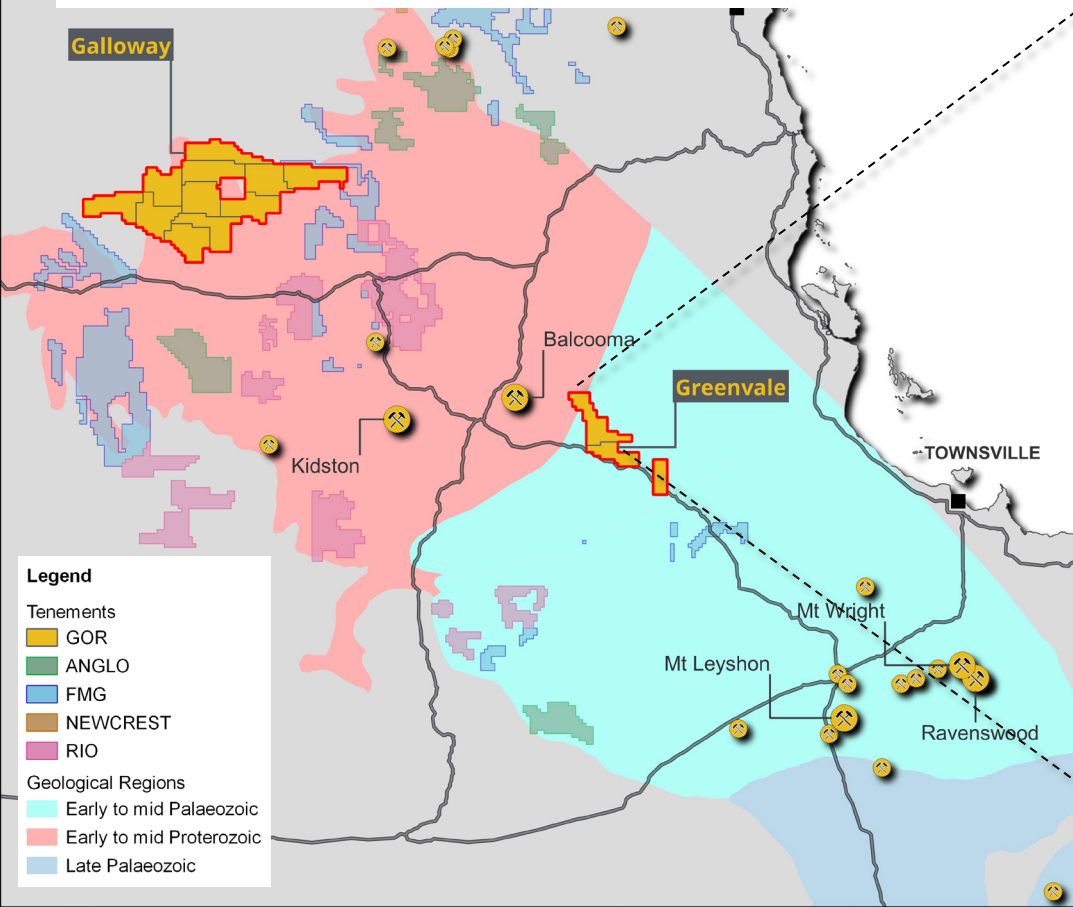 Galloway
Balcooma
Greenvale
Kidston
TOWNSVILLE
Mt Wright
Mt Leyshon
Ravenswood
Legend
Tenements
GOR
ANGLO
FMG
NEWCREST
RIO
Geological Regions
Early to mid Palaeozoic
Early to mid Proterozoic
Late Palaeozoic